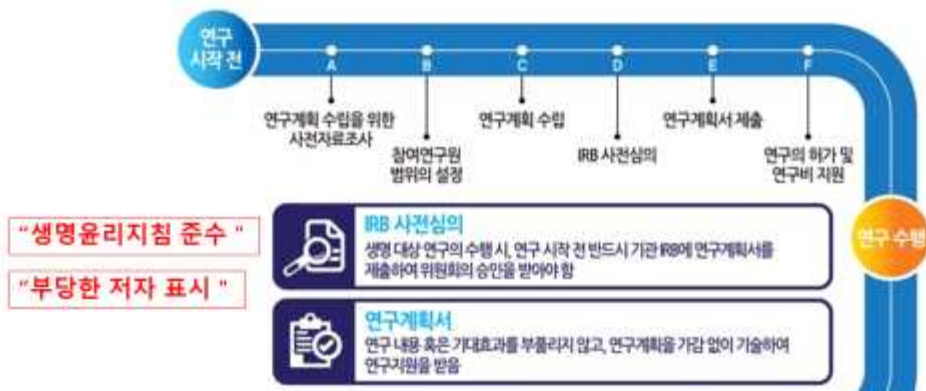 연구
시작 전
A
B
C
D
E
F
연구계획 수립을 위한
사전자료조사
참여연구원
범위의 설정
연구계획 수립
IRB 사전심의
연구계획서 제출
연구의 허가 및
연구비 지원
"생명윤리지침 준수 "
"부당한 저자 표시 "
IRB 사전심의
생명 대상 연구의 수행 시, 연구 시작 전 반드시 기관 IRB에 연구계획서를
제출하여 위원회의 승인을 받아야 함
연구 수행
연구계획서
연구 내용 혹은 기대효과를 부풀리지 않고, 연구계획을 가감 없이 기술하여
연구지원을 받음